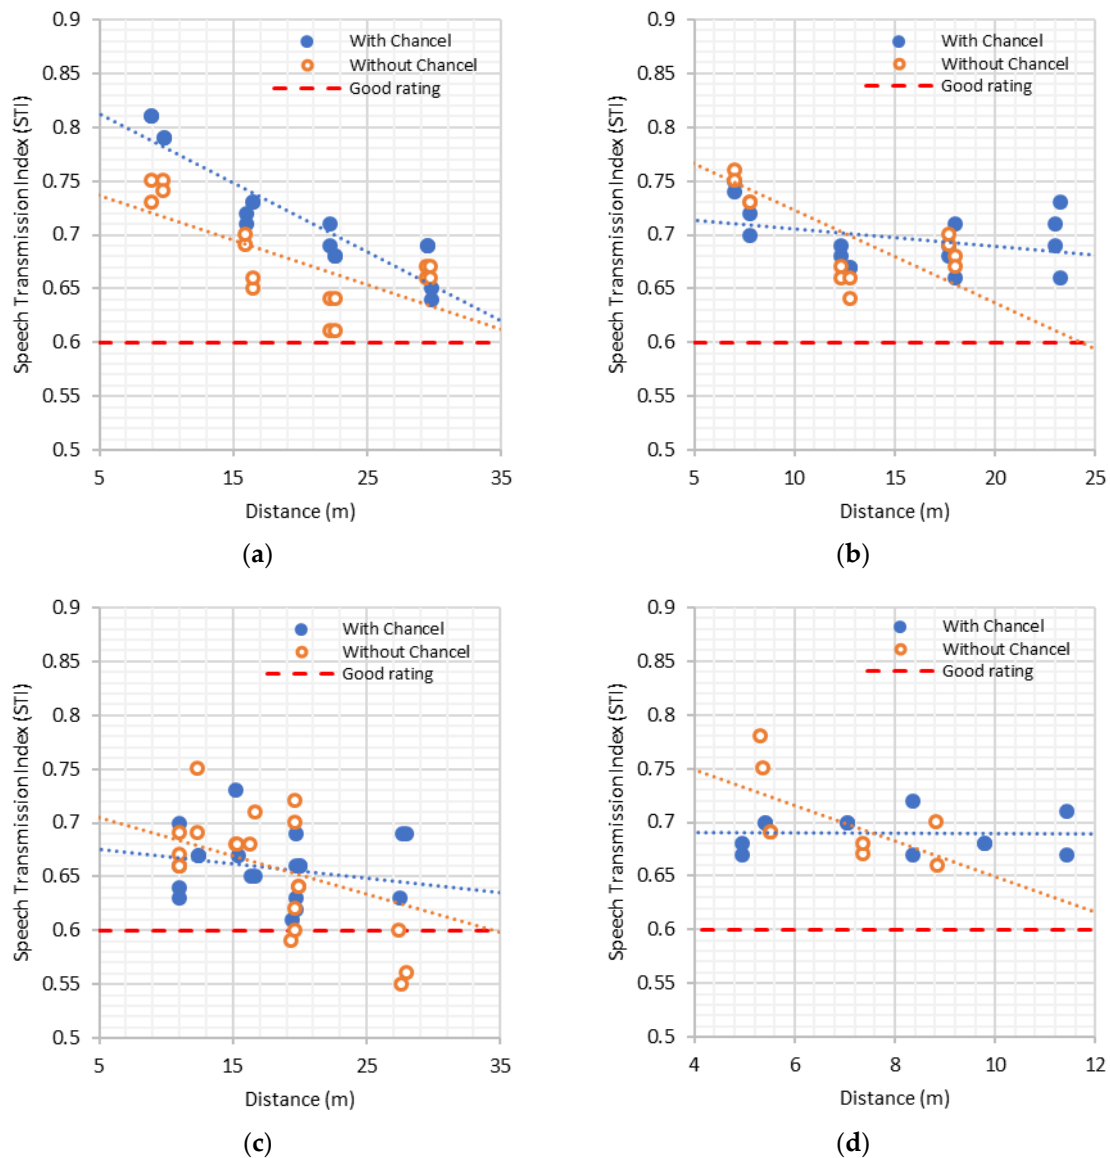 0.9
0.85
0.8
0.75
0.7
0.65
0.6
0.55
0.5
Speech Transmission Index (STI)
With Chancel
Without Chancel
Good rating
5 15 25 35
Distance (m)
(a)
0.9
0.85
0.8
0.75
0.7
0.65
0.6
0.55
0.5
Speech Transmission Index (STI)
With Chancel
Without Chancel
Good rating
5 10 15 20 25
Distance (m)
(b)
0.9
0.85
0.8
0.75
0.7
0.65
0.6
0.55
0.5
Speech Transmission Index (STI)
With Chancel
Without Chancel
Good rating
5 15 25 35
Distance (m)
(c)
0.9
0.85
0.8
0.75
0.7
0.65
0.6
0.55
0.5
Speech Transmission Index (STI)
With Chancel
Without Chancel
Good rating
4 6 8 10 12
Distance (m)
(d)